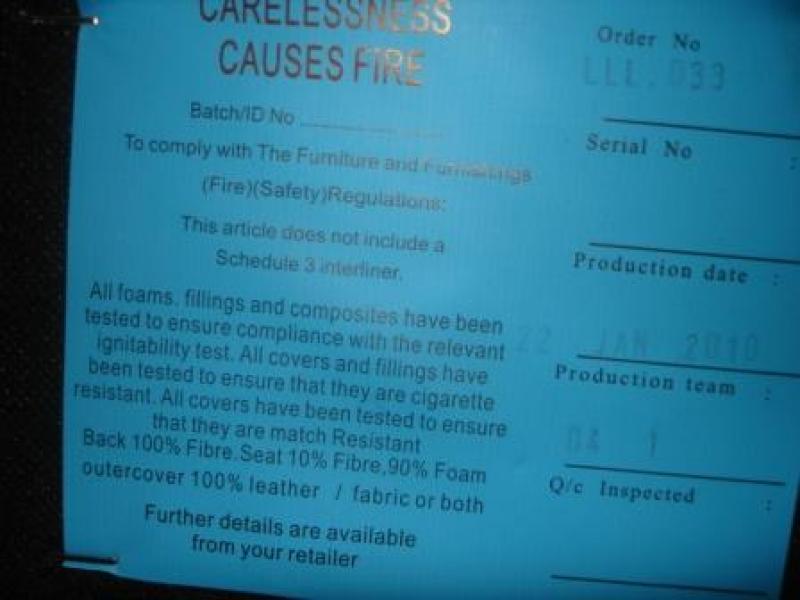 CARELESSNESS
CAUSES FIRE
Batch/ID No
To comply with The Furniture and Furnishings
(Fire)(Safety)Regulations:
This article does not include a
Schedule 3 interliner.
All foams. fillings and composites have been
tested to ensure compliance with the relevant
ignitability test. All covers and fillings have
been tested to ensure that they are cigarette
resistant. All covers have been tested to ensure
that they are match Resistant
Back 100% Fibre.Seat 10% Fibre,90% Foam
outercover 100% leather / fabric or both
Further details are available
from your retailer
Order No
LLL.033
Serial No :
Production date :
22 JAN 2010
Production team :
04 1
Q/c Inspected :